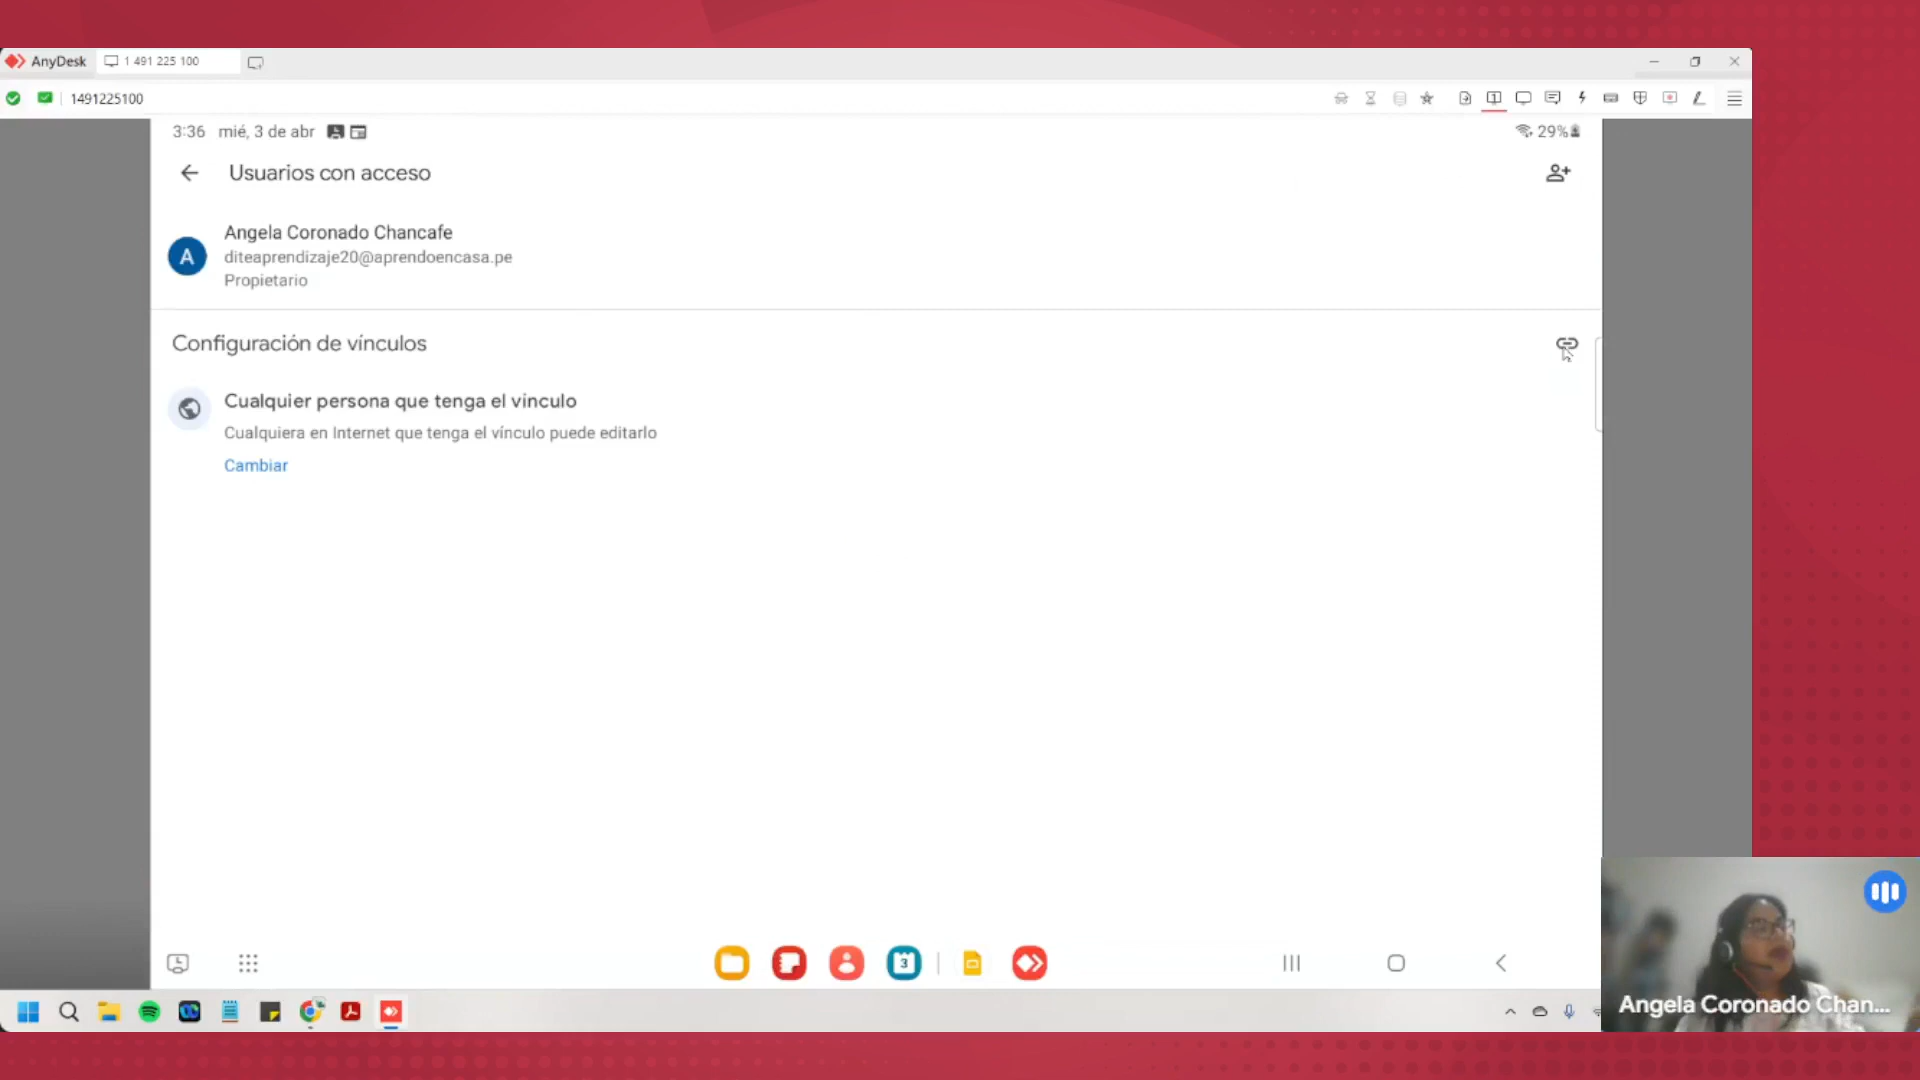 AnyDesk
1 491 225 100
1491225100
3:36 mié, 3 de abr
29%
Usuarios con acceso
Angela Coronado Chancafe
A
diteaprendizaje20@aprendoencasa.pe
Propietario
Configuración de vínculos
Cualquier persona que tenga el vínculo
Cualquiera en Internet que tenga el vínculo puede editarlo
Cambiar
3
Angela Coronado Chan...